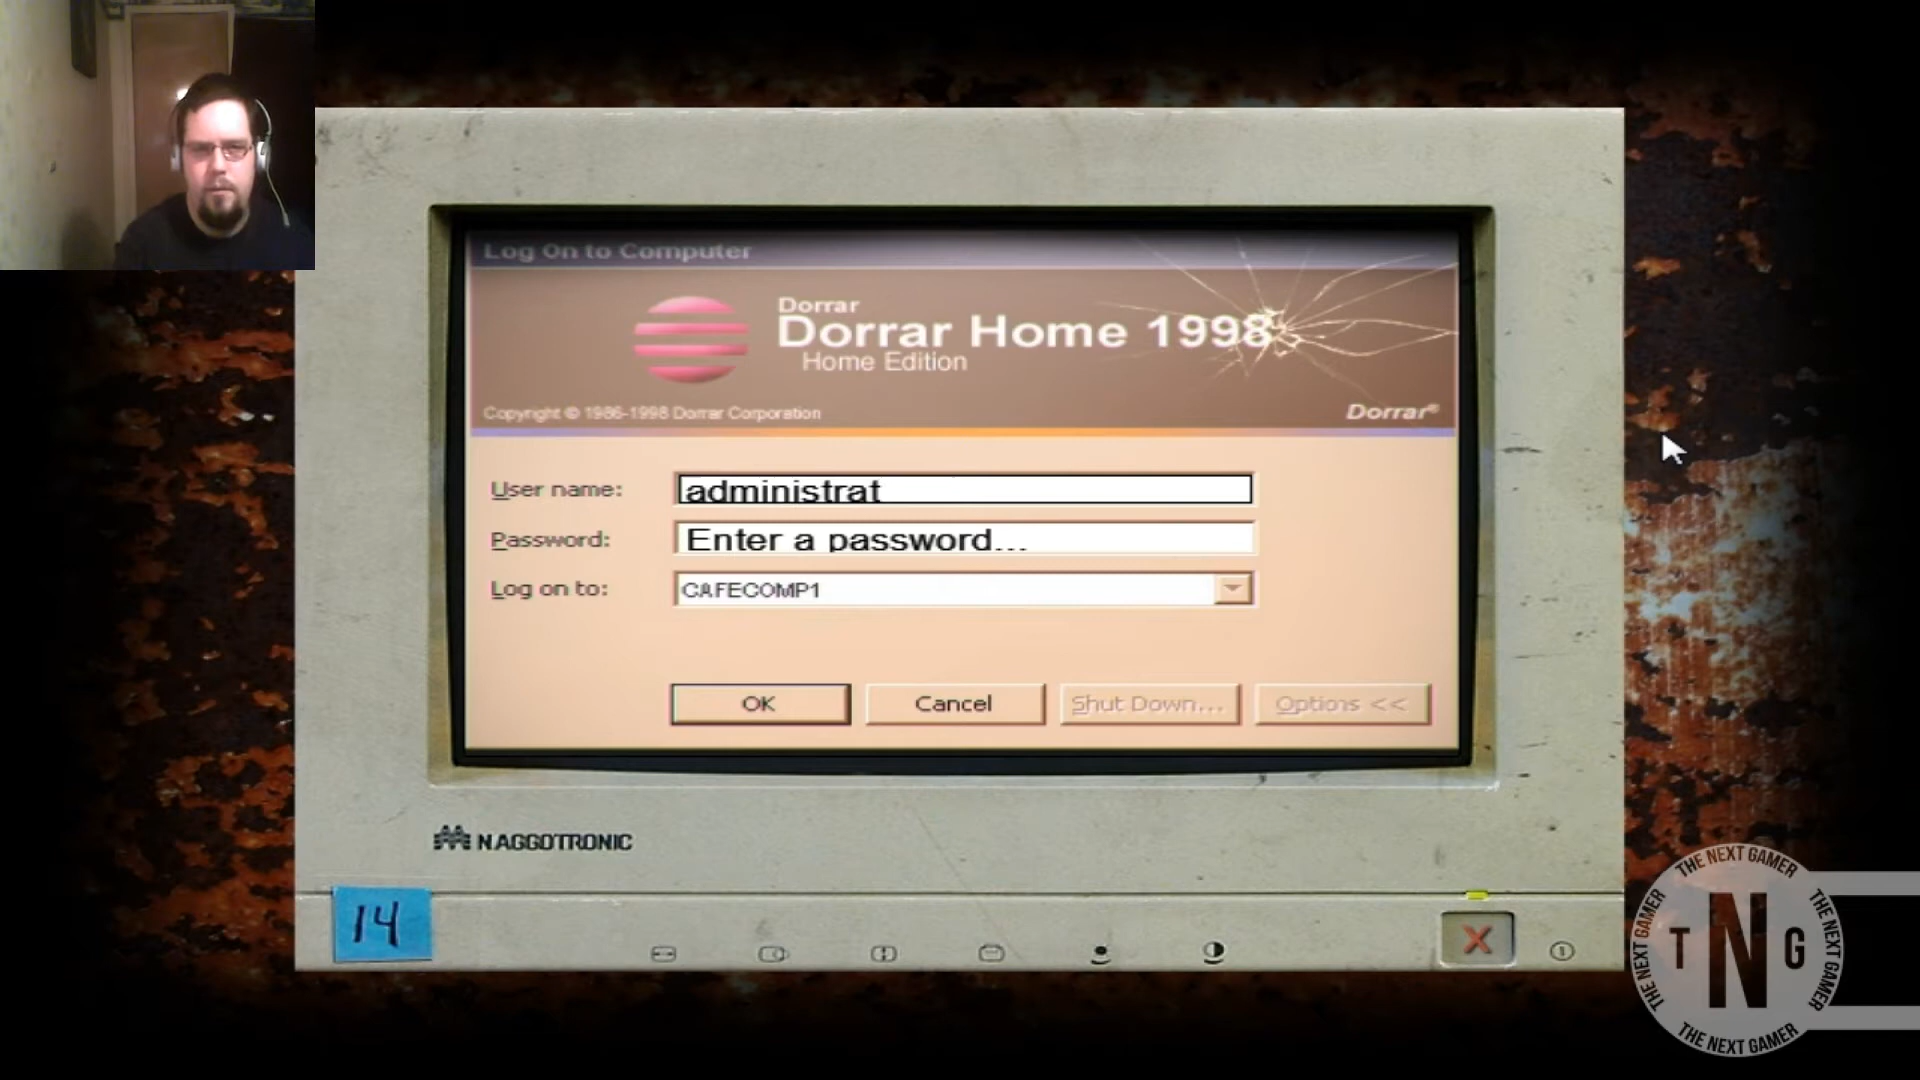 Log On to Computer
Dorrar
Dorrar Home 1998
Home Edition
Copyright © 1986-1998 Dorrar Corporation
Dorrar®
User name: administrat
Password: Enter a password...
Log on to: CAFECOMP1
OK Cancel Shut Down... Options <<
NAGGOTRONIC
14
X
THE NEXT GAMER
THE NEXT GAMER
TNG
THE NEXT GAMER
THE NEXT GAMER